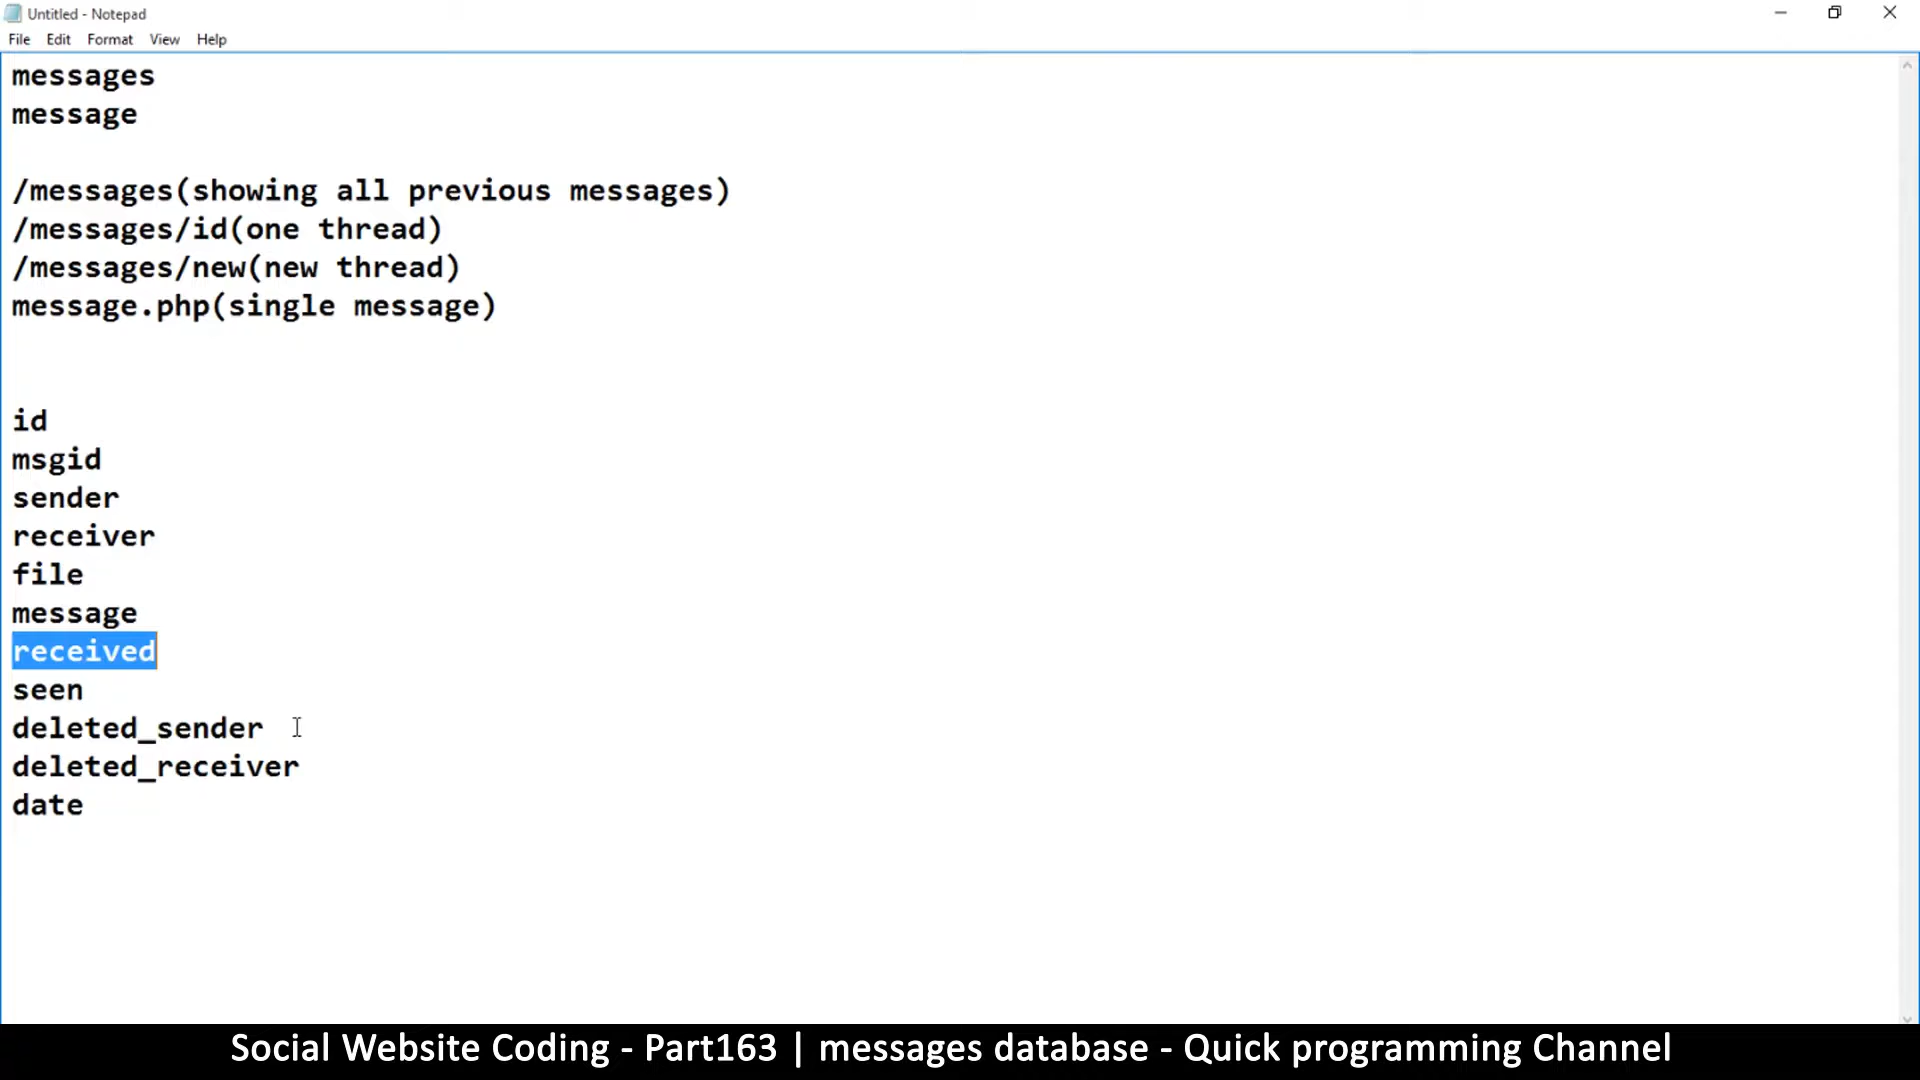 Untitled - Notepad
File Edit Format View Help
messages
message
/messages(showing all previous messages)
/messages/id(one thread)
/messages/new(new thread)
message.php(single message)
id
msgid
sender
receiver
file
message
received
seen
deleted_sender
deleted_receiver
date
Social Website Coding - Part163 | messages database - Quick programming Channel